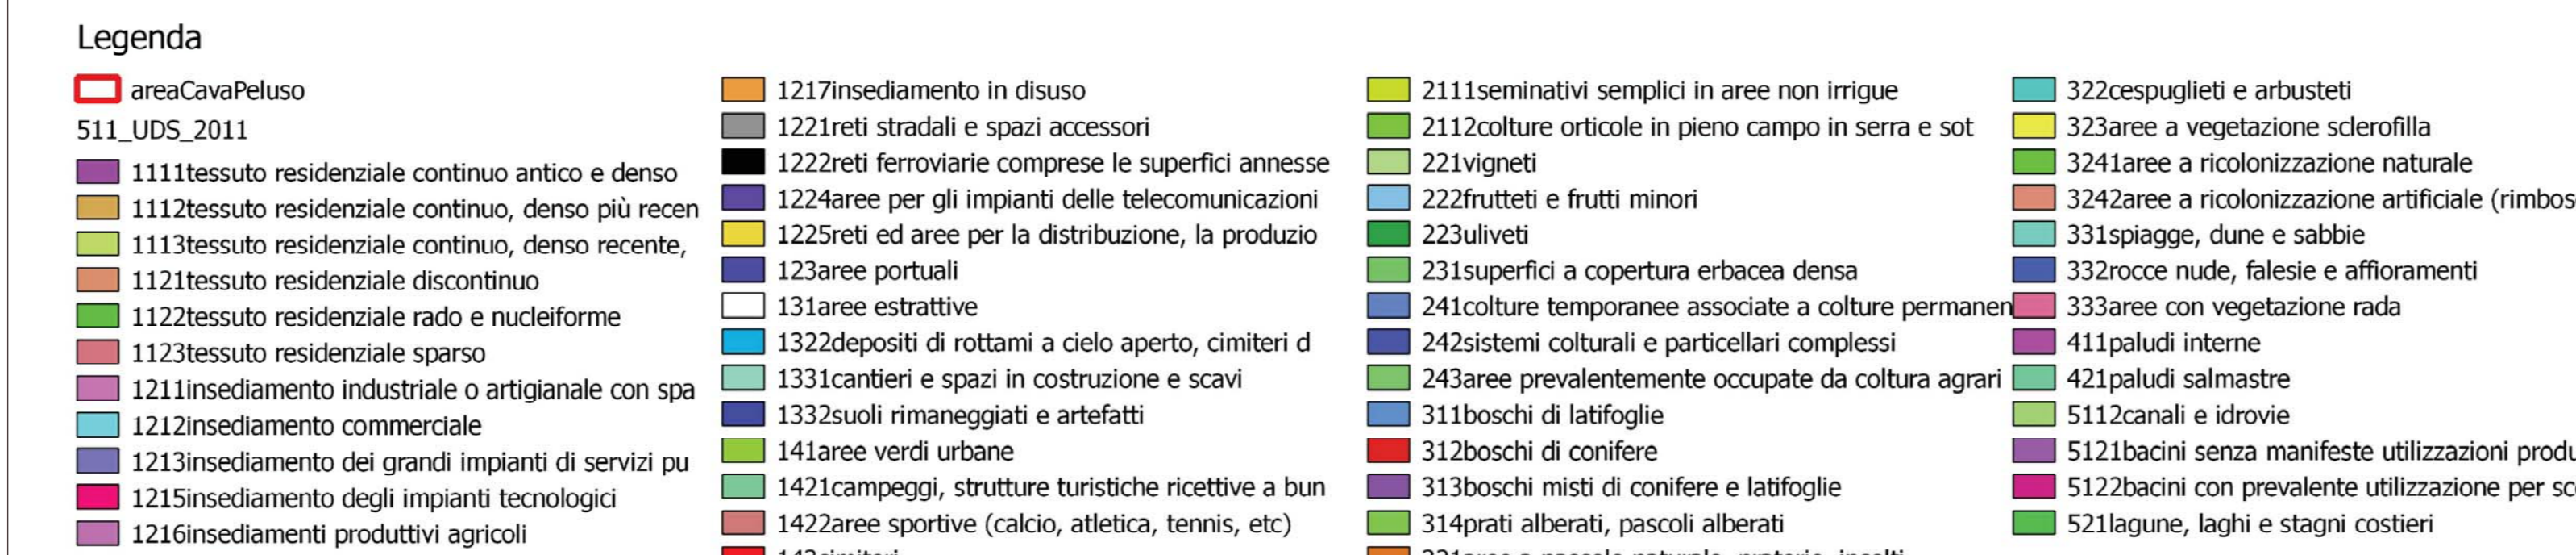 Legenda
areaCavaPeluso
511_UDS_2011
1111tessuto residenziale continuo antico e denso
1112tessuto residenziale continuo, denso più recen
1113tessuto residenziale continuo, denso recente,
1121tessuto residenziale discontinuo
1122tessuto residenziale rado e nucleiforme
1123tessuto residenziale sparso
1211insediamento industriale o artigianale con spa
1212insediamento commerciale
1213insediamento dei grandi impianti di servizi pu
1215insediamento degli impianti tecnologici
1216insediamenti produttivi agricoli
1217insediamento in disuso
1221reti stradali e spazi accessori
1222reti ferroviarie comprese le superfici annesse
1224aree per gli impianti delle telecomunicazioni
1225reti ed aree per la distribuzione, la produzio
123aree portuali
131aree estrattive
1322depositi di rottami a cielo aperto, cimiteri d
1331cantieri e spazi in costruzione e scavi
1332suoli rimaneggiati e artefatti
141aree verdi urbane
1421campeggi, strutture turistiche ricettive a bun
1422aree sportive (calcio, atletica, tennis, etc)
143cimiteri
2111seminativi semplici in aree non irrigue
2112colture orticole in pieno campo in serra e sot
221vigneti
222frutteti e frutti minori
223uliveti
231superfici a copertura erbacea densa
241colture temporanee associate a colture permanen
242sistemi colturali e particellari complessi
243aree prevalentemente occupate da coltura agrari
311boschi di latifoglie
312boschi di conifere
313boschi misti di conifere e latifoglie
314prati alberati, pascoli alberati
321aree a pascolo naturale, praterie, incolti
322cespuglieti e arbusteti
323aree a vegetazione sclerofilla
3241aree a ricolonizzazione naturale
3242aree a ricolonizzazione artificiale (rimbos
331spiagge, dune e sabbie
332rocce nude, falesie e affioramenti
333aree con vegetazione rada
411paludi interne
421paludi salmastre
5112canali e idrovie
5121bacini senza manifeste utilizzazioni produ
5122bacini con prevalente utilizzazione per sc
521lagune, laghi e stagni costieri